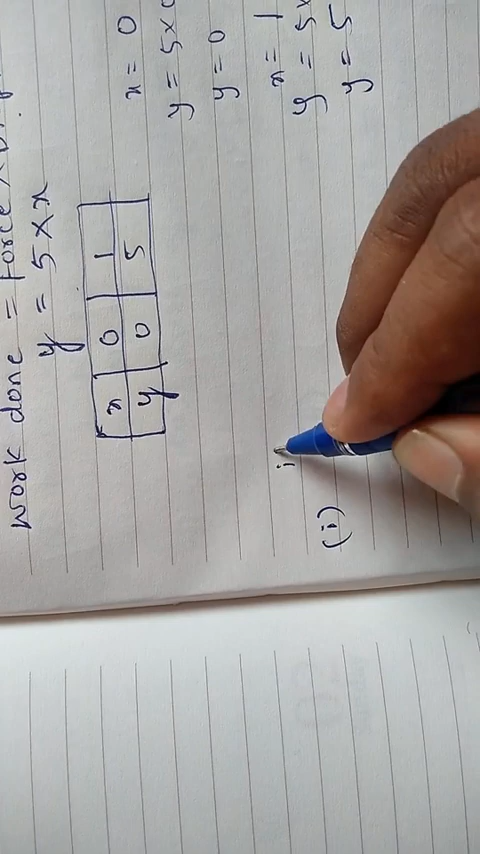 Work done = Force ×
y = 5 × x
x 0 1
y 0 5
x = 0
y = 5×0
y = 0
x = 1
y = 5×
y = 5
i
(i)